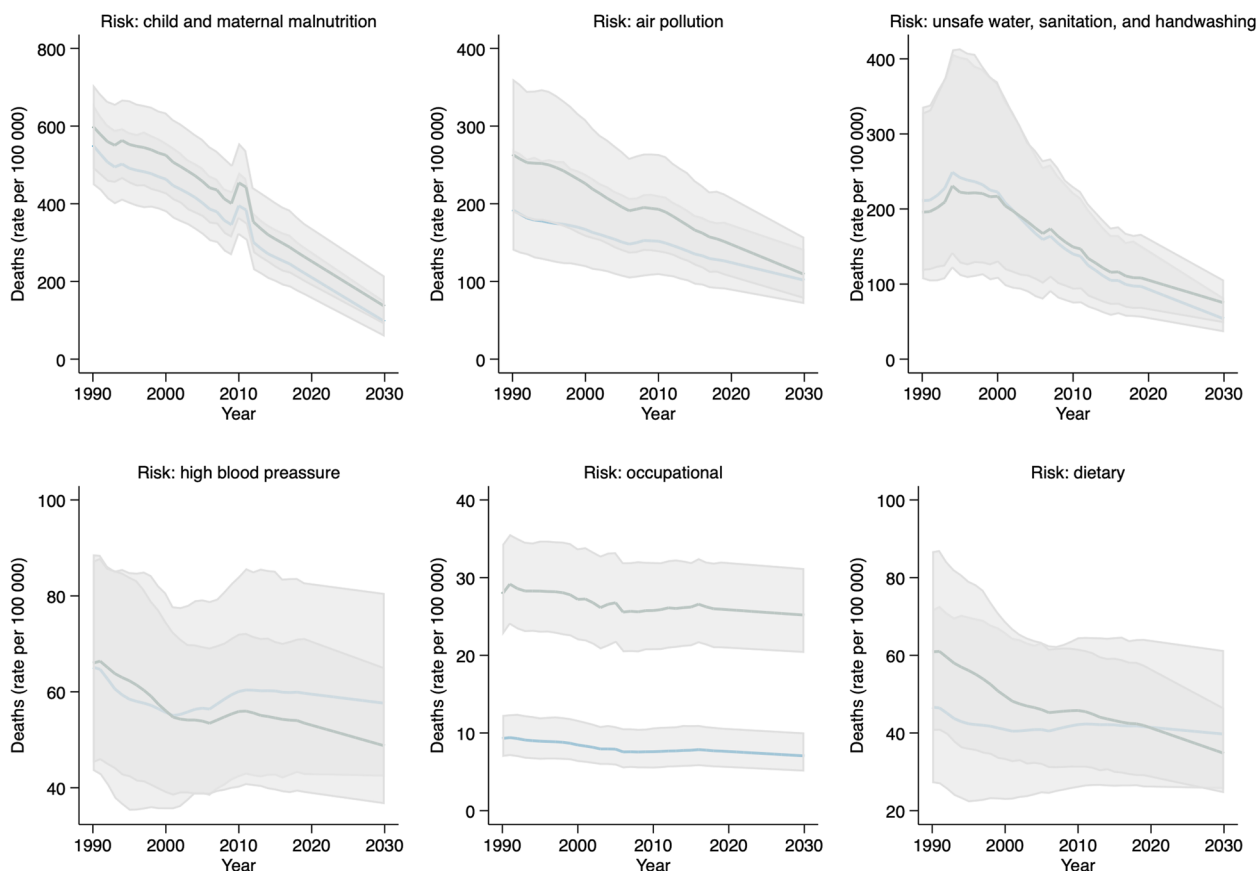 Risk: child and maternal malnutrition
Deaths (rate per 100 000)
800
600
400
200
0
1990 2000 2010 2020 2030
Year
Risk: air pollution
Deaths (rate per 100 000)
400
300
200
100
0
1990 2000 2010 2020 2030
Year
Risk: unsafe water, sanitation, and handwashing
Deaths (rate per 100 000)
400
300
200
100
0
1990 2000 2010 2020 2030
Year
Risk: high blood preassure
Deaths (rate per 100 000)
100
80
60
40
1990 2000 2010 2020 2030
Year
Risk: occupational
Deaths (rate per 100 000)
40
30
20
10
0
1990 2000 2010 2020 2030
Year
Risk: dietary
Deaths (rate per 100 000)
100
80
60
40
20
1990 2000 2010 2020 2030
Year